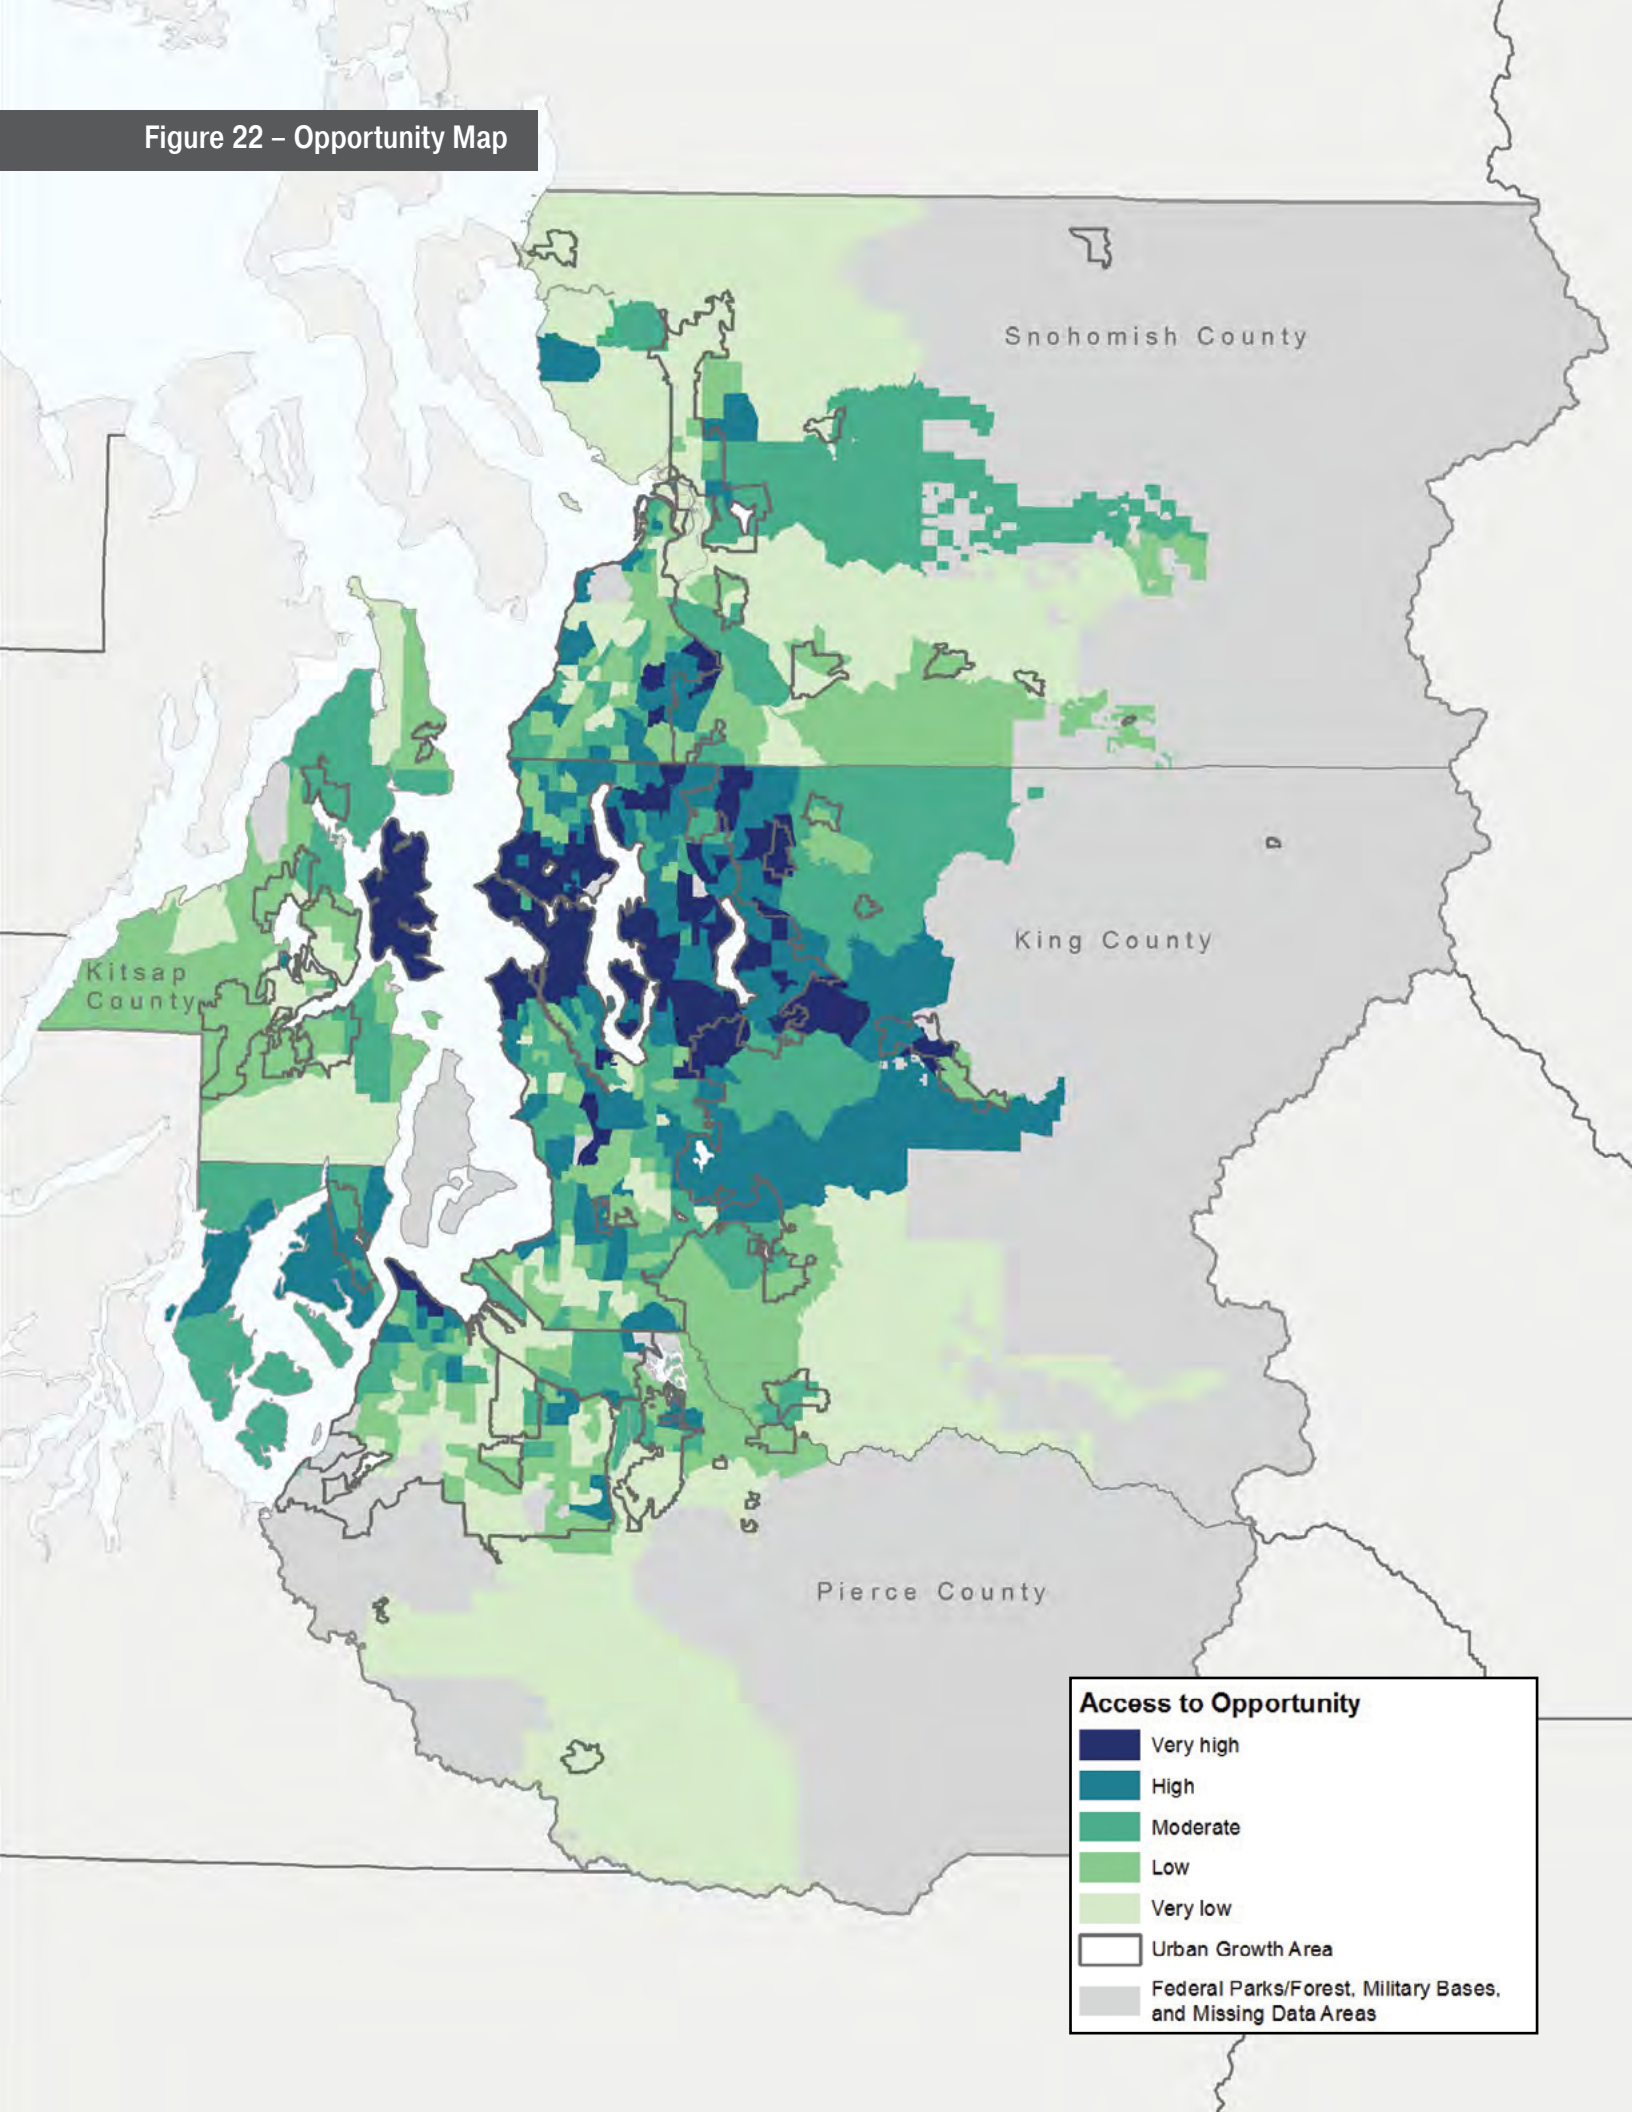 Figure 22 – Opportunity Map
Snohomish County
King County
Kitsap
County
Pierce County
Access to Opportunity
Very high
High
Moderate
Low
Very low
Urban Growth Area
Federal Parks/Forest, Military Bases,
and Missing Data Areas